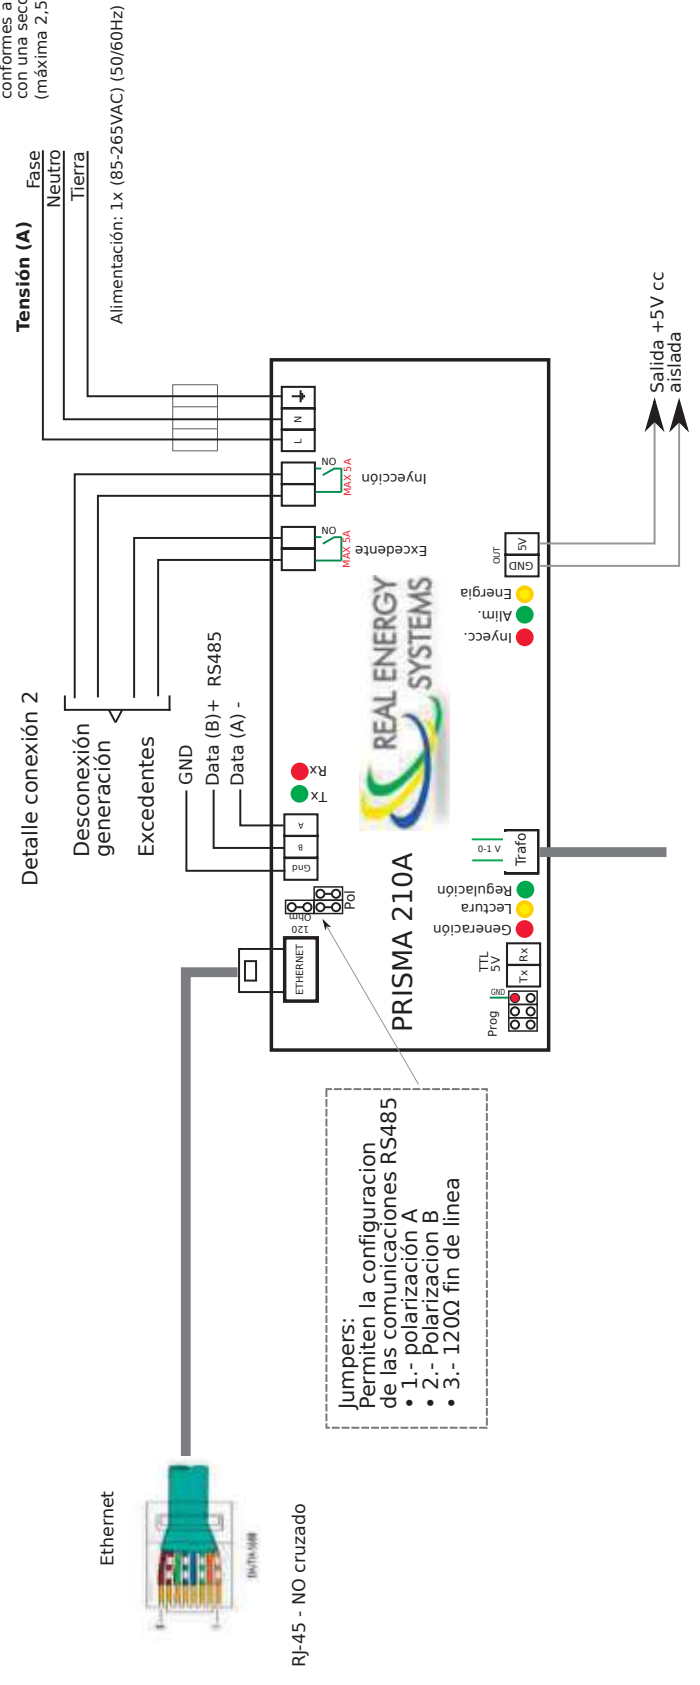 conformes a
con una secc
(máxima 2,5
Tensión (A)
Fase
Neutro
Tierra
Alimentación: 1x (85-265VAC) (50/60Hz)
Detalle conexión 2
Desconexión
generación
Excedentes
GND
Data (B)+ RS485
Data (A) -
L
N
NO
MAX 5A
Inyección
NO
MAX 5A
Excedente
Tx
Rx
Gnd
B
A
120
Ohm
Pol
ETHERNET
REAL ENERGY
SYSTEMS
PRISMA 210A
OUT
GND
5V
Energia
Alim.
Inyecc.
0-1 V
Trafo
Regulación
Lectura
Generación
TTL
5V
Tx
Rx
GND
Prog
Salida +5V cc
aislada
Jumpers:
Permiten la configuracion
de las comunicaciones RS485
• 1.- polarización A
• 2.- Polarizacion B
• 3.- 120Ω fin de linea
Ethernet
RJ-45 - NO cruzado